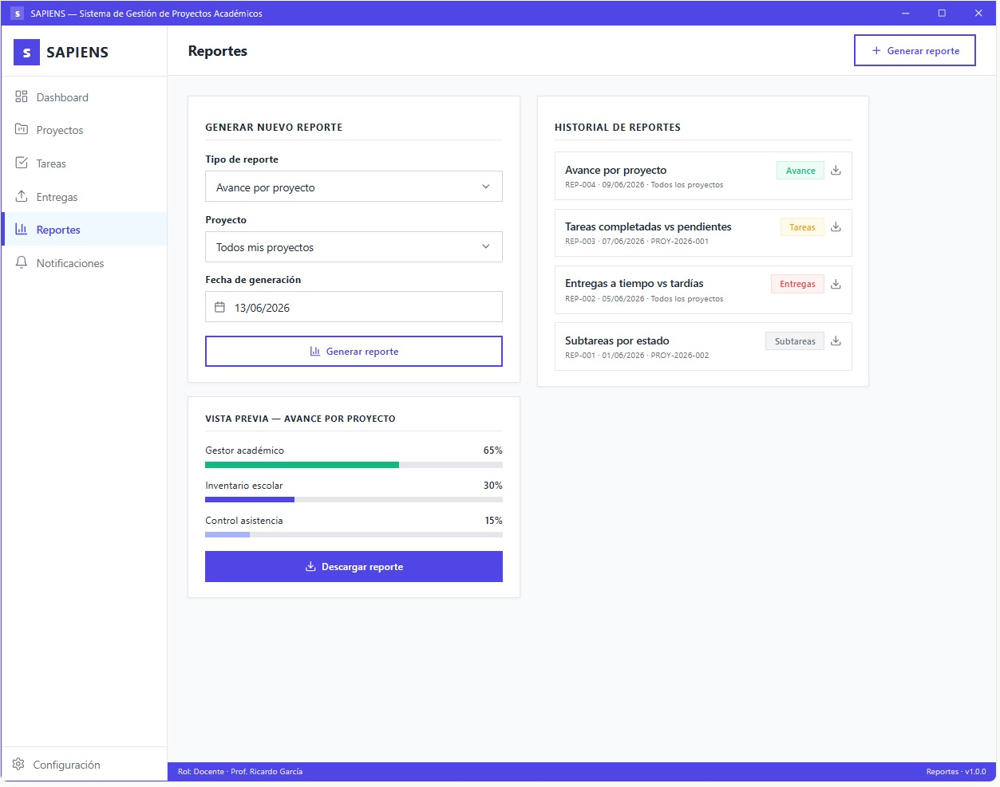 S SAPIENS — Sistema de Gestión de Proyectos Académicos
S SAPIENS
Dashboard
Proyectos
Tareas
Entregas
Reportes
Notificaciones
Configuración
Reportes
Generar reporte
GENERAR NUEVO REPORTE
Tipo de reporte
Avance por proyecto
Proyecto
Todos mis proyectos
Fecha de generación
13/06/2026
Generar reporte
VISTA PREVIA — AVANCE POR PROYECTO
Gestor académico 65%
Inventario escolar 30%
Control asistencia 15%
Descargar reporte
HISTORIAL DE REPORTES
Avance por proyecto Avance
REP-004 · 09/06/2026 · Todos los proyectos
Tareas completadas vs pendientes Tareas
REP-003 · 07/06/2026 · PROY-2026-001
Entregas a tiempo vs tardías Entregas
REP-002 · 05/06/2026 · Todos los proyectos
Subtareas por estado Subtareas
REP-001 · 01/06/2026 · PROY-2026-002
Rol: Docente · Prof. Ricardo García
Reportes · v1.0.0